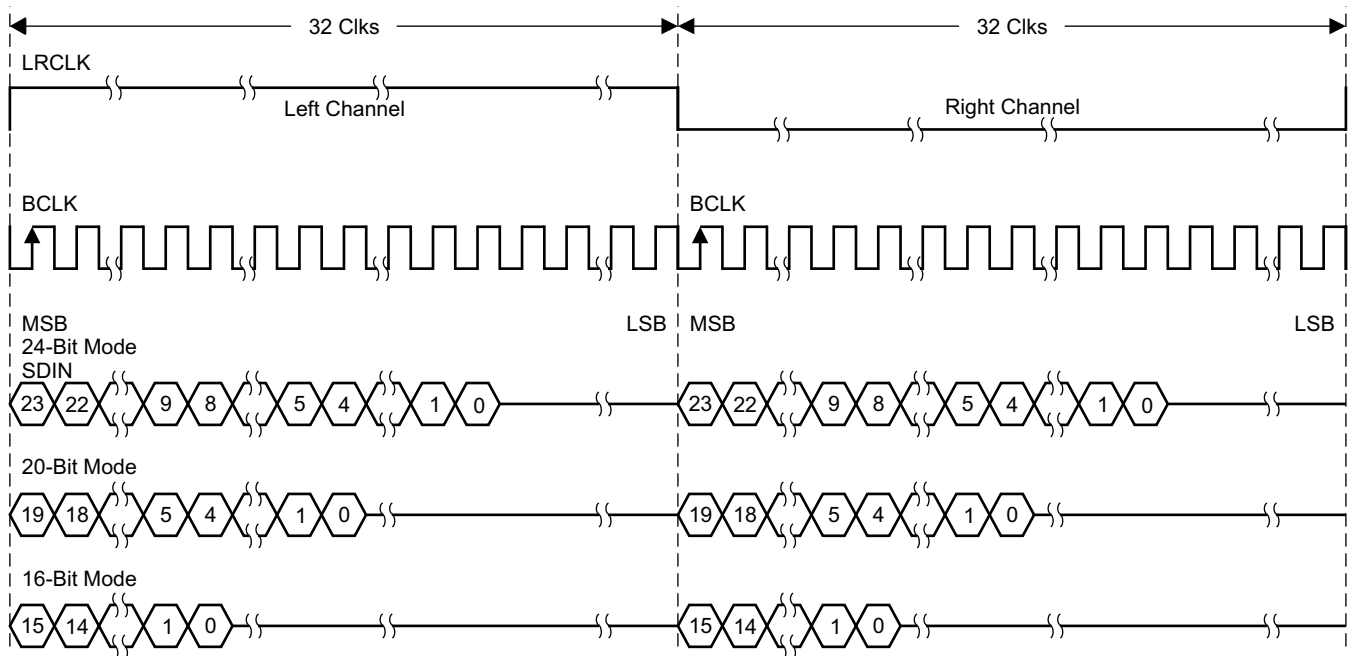 32 Clks 32 Clks
LRCLK
Left Channel Right Channel
BCLK BCLK
MSB LSB MSB LSB
24-Bit Mode
SDIN
23 22 9 8 5 4 1 0 23 22 9 8 5 4 1 0
20-Bit Mode
19 18 5 4 1 0 19 18 5 4 1 0
16-Bit Mode
15 14 1 0 15 14 1 0